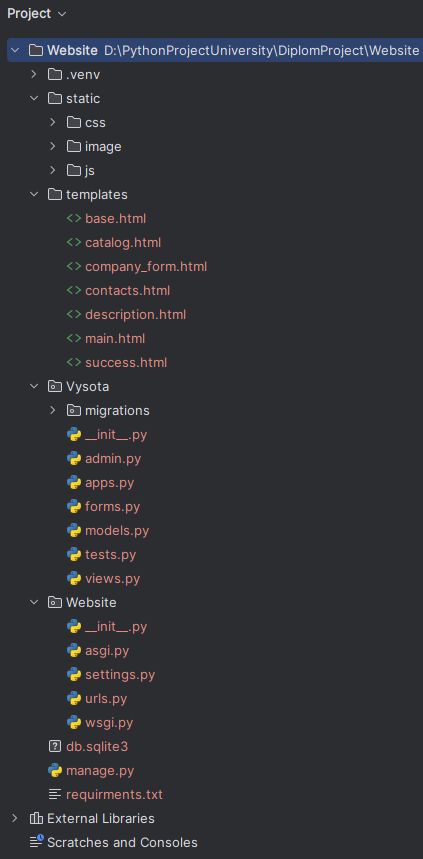 Project
Website D:\PythonProjectUniversity\DiplomProject\Website
.venv
static
css
image
js
templates
base.html
catalog.html
company_form.html
contacts.html
description.html
main.html
success.html
Vysota
migrations
__init__.py
admin.py
apps.py
forms.py
models.py
tests.py
views.py
Website
__init__.py
asgi.py
settings.py
urls.py
wsgi.py
db.sqlite3
manage.py
requirments.txt
External Libraries
Scratches and Consoles